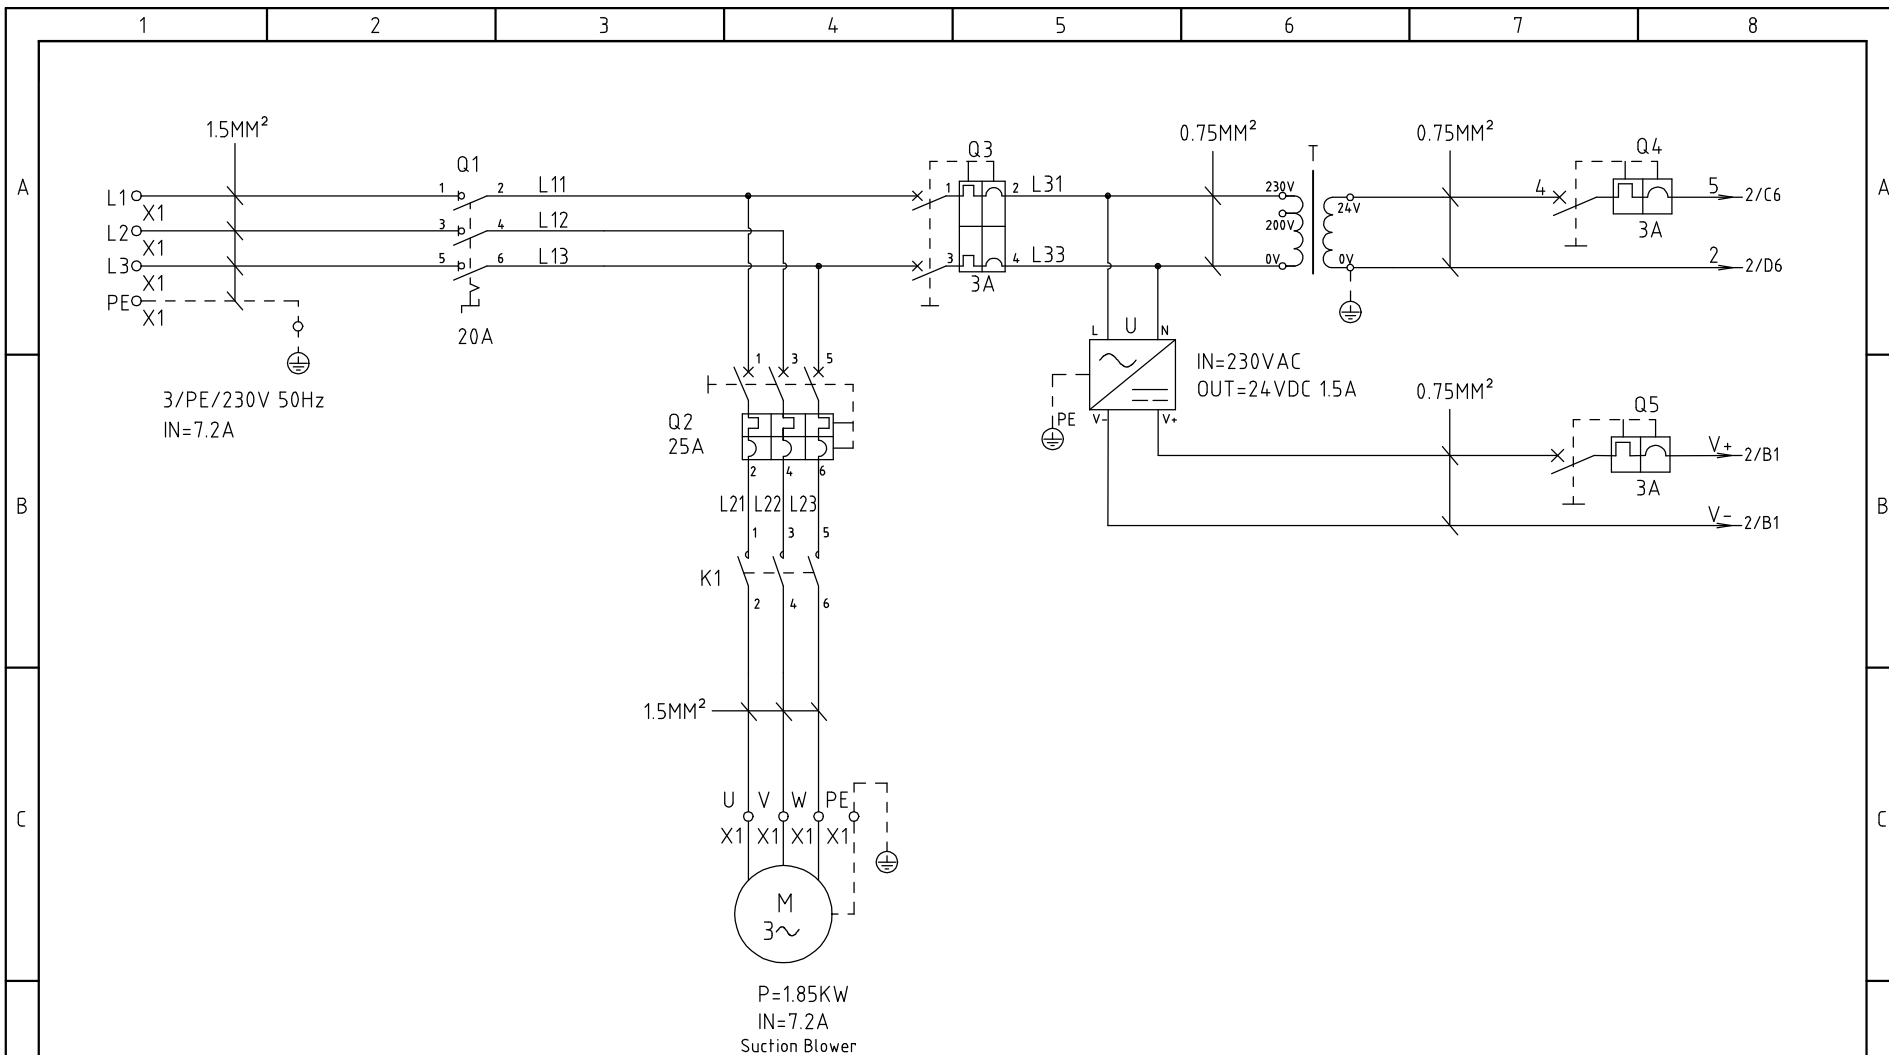 1 2 3 4 5 6 7 8
A A
B B
C C
1.5MM²
L1 X1
L2 X1
L3 X1
PE X1
3/PE/230V 50Hz
IN=7.2A
Q1
1 2 L11
3 4 L12
5 6 L13
20A
Q3
1 2 L31
3 4 L33
3A
0.75MM²
T
230V
200V
0V
24V
0V
0.75MM²
Q4
4 5 2/C6
3A
2 2/D6
L U N
IN=230VAC
OUT=24VDC 1.5A
PE V- V+
0.75MM²
Q5
V+ 2/B1
3A
V- 2/B1
1 3 5
Q2
25A
2 4 6
L21 L22 L23
1 3 5
K1
2 4 6
1.5MM²
U V W PE
X1 X1 X1 X1
M
3~
P=1.85KW
IN=7.2A
Suction Blower